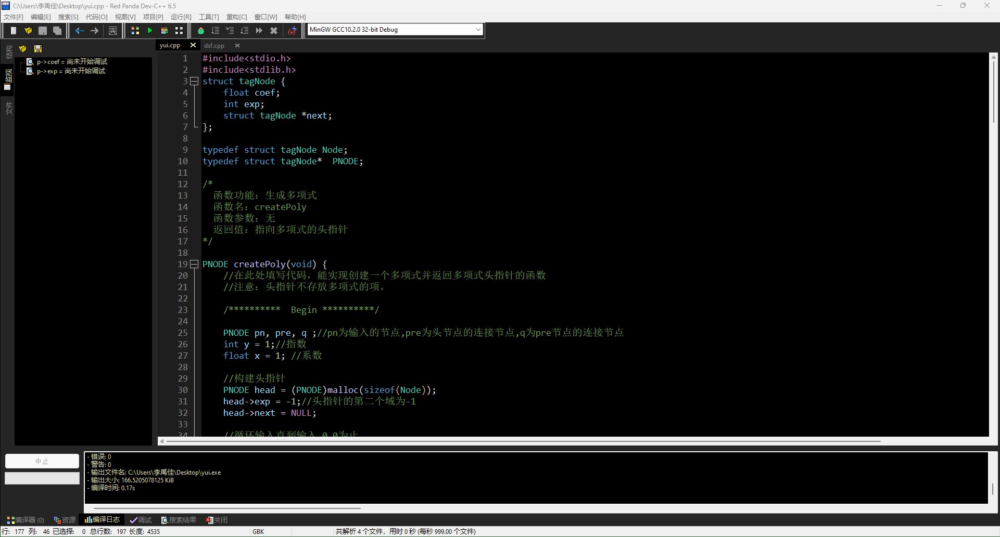 C:\Users\李禹佳\Desktop\yui.cpp - Red Panda Dev-C++ 6.5
文件[F] 编辑[E] 搜索[S] 代码[O] 视图[V] 项目[P] 运行[R] 工具[T] 重构[C] 窗口[W] 帮助[H]
MinGW GCC10.2.0 32-bit Debug
结构
监视
文件
p->coef = 尚未开始调试
p->exp = 尚未开始调试
yui.cpp dsf.cpp
1 #include<stdio.h>
2 #include<stdlib.h>
3 struct tagNode {
4 float coef;
5 int exp;
6 struct tagNode *next;
7 };
8
9 typedef struct tagNode Node;
10 typedef struct tagNode* PNODE;
11
12 /*
13 函数功能：生成多项式
14 函数名：createPoly
15 函数参数：无
16 返回值：指向多项式的头指针
17 */
18
19 PNODE createPoly(void) {
20 //在此处填写代码，能实现创建一个多项式并返回多项式头指针的函数
21 //注意：头指针不存放多项式的项。
22
23 /********** Begin **********/
24
25 PNODE pn, pre, q ;//pn为输入的节点,pre为头节点的连接节点,q为pre节点的连接节点
26 int y = 1;//指数
27 float x = 1; //系数
28
29 //构建头指针
30 PNODE head = (PNODE)malloc(sizeof(Node));
31 head->exp = -1;//头指针的第二个域为-1
32 head->next = NULL;
33
34 //循环输入直到输入 0 0为止
中止
- 错误: 0
- 警告: 0
- 输出文件名: C:\Users\李禹佳\Desktop\yui.exe
- 输出大小: 166.5205078125 KiB
- 编译时间: 0.17s
编译器 (0) 资源 编译日志 调试 搜索结果 关闭
行: 177 列: 46 已选择: 0 总行数: 197 长度: 4535 GBK 共解析 4 个文件，用时 0 秒 (每秒 999.00 个文件)